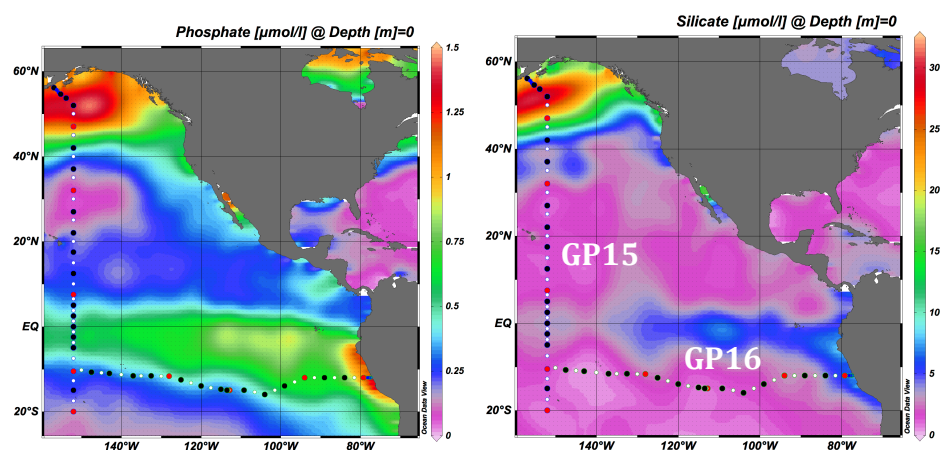 Phosphate [µmol/l] @ Depth [m]=0
60°N
40°N
20°N
EQ
20°S
140°W
120°W
100°W
80°W
1.5
1.25
1
0.75
0.5
0.25
0
Ocean Data View
Silicate [µmol/l] @ Depth [m]=0
60°N
40°N
20°N
EQ
20°S
GP15
GP16
140°W
120°W
100°W
80°W
30
25
20
15
10
5
0
Ocean Data View